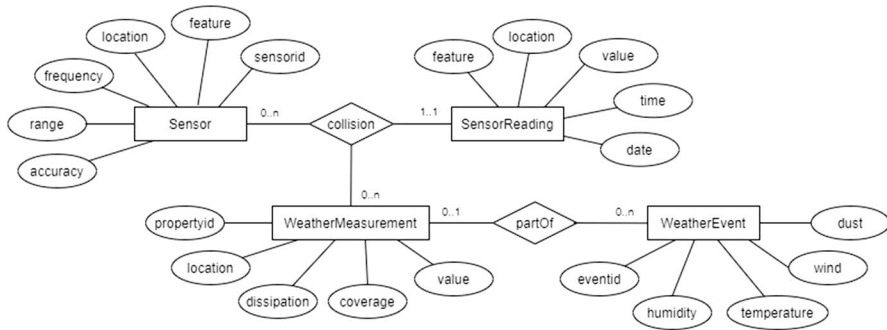 feature
location
location
sensorid
feature
value
frequency
time
0..n
1..1
range
Sensor
collision
SensorReading
date
accuracy
0..n
propertyid
WeatherMeasurement
0..1
partOf
0..n
WeatherEvent
dust
location
value
eventid
wind
dissipation
coverage
humidity
temperature